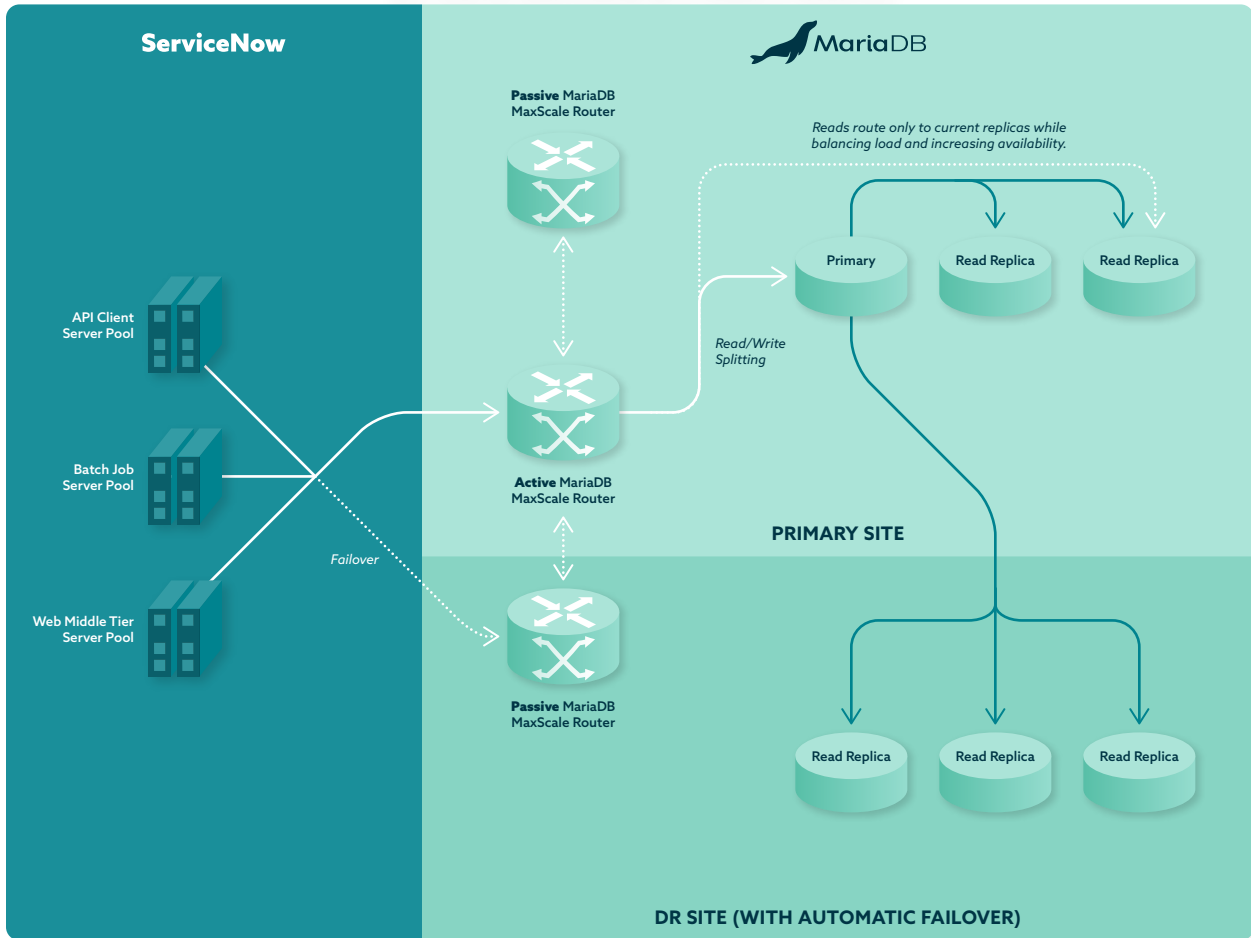 ServiceNow
MariaDB
Passive MariaDB
MaxScale Router
Reads route only to current replicas while
balancing load and increasing availability.
Primary
Read Replica
Read Replica
API Client
Server Pool
Read/Write
Splitting
Batch Job
Server Pool
Active MariaDB
MaxScale Router
PRIMARY SITE
Failover
Web Middle Tier
Server Pool
Passive MariaDB
MaxScale Router
Read Replica
Read Replica
Read Replica
DR SITE (WITH AUTOMATIC FAILOVER)